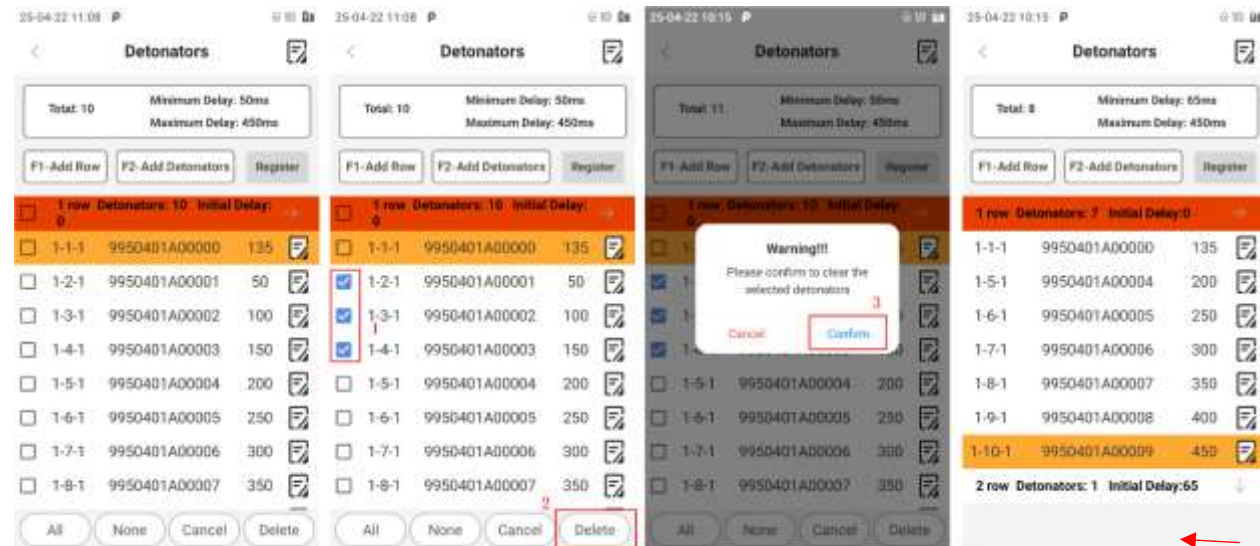 25-04-22 11:08 P
Detonators
Total: 10
Minimum Delay: 50ms
Maximum Delay: 450ms
F1-Add Row
F2-Add Detonators
Register
1 row Detonators: 10 Initial Delay:
0
1-1-1 9950401A00000 135
1-2-1 9950401A00001 50
1-3-1 9950401A00002 100
1-4-1 9950401A00003 150
1-5-1 9950401A00004 200
1-6-1 9950401A00005 250
1-7-1 9950401A00006 300
1-8-1 9950401A00007 350
All None Cancel Delete
25-04-22 11:08 P
Detonators
Total: 10
Minimum Delay: 50ms
Maximum Delay: 450ms
F1-Add Row
F2-Add Detonators
Register
1 row Detonators: 10 Initial Delay:
0
1-1-1 9950401A00000 135
1-2-1 9950401A00001 50
1-3-1 9950401A00002 100
1
1-4-1 9950401A00003 150
1-5-1 9950401A00004 200
1-6-1 9950401A00005 250
1-7-1 9950401A00006 300
1-8-1 9950401A00007 350
2
All None Cancel Delete
25-04-22 10:15 P
Detonators
Total: 11
Minimum Delay: 50ms
Maximum Delay: 450ms
F1-Add Row
F2-Add Detonators
Register
1 row Detonators: 10 Initial Delay:
Warning!!!
Please confirm to clear the
selected detonators
3
Cancel Confirm
1-5-1 9950401A00004 200
1-6-1 9950401A00005 250
1-7-1 9950401A00006 300
1-8-1 9950401A00007 350
All None Cancel Delete
25-04-22 10:15 P
Detonators
Total: 8
Minimum Delay: 65ms
Maximum Delay: 450ms
F1-Add Row
F2-Add Detonators
Register
1 row Detonators: 7 Initial Delay:0
1-1-1 9950401A00000 135
1-5-1 9950401A00004 200
1-6-1 9950401A00005 250
1-7-1 9950401A00006 300
1-8-1 9950401A00007 350
1-9-1 9950401A00008 400
1-10-1 9950401A00009 450
2 row Detonators: 1 Initial Delay:65